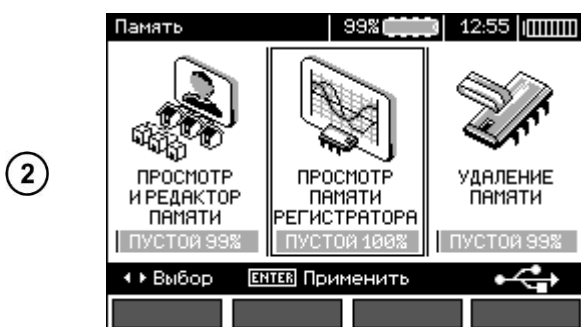 Память 99% 12:55
2
ПРОСМОТР
И РЕДАКТОР
ПАМЯТИ
ПУСТОЙ 99%
ПРОСМОТР
ПАМЯТИ
РЕГИСТРАТОРА
ПУСТОЙ 100%
УДАЛЕНИЕ
ПАМЯТИ
ПУСТОЙ 99%
Выбор ENTER Применить